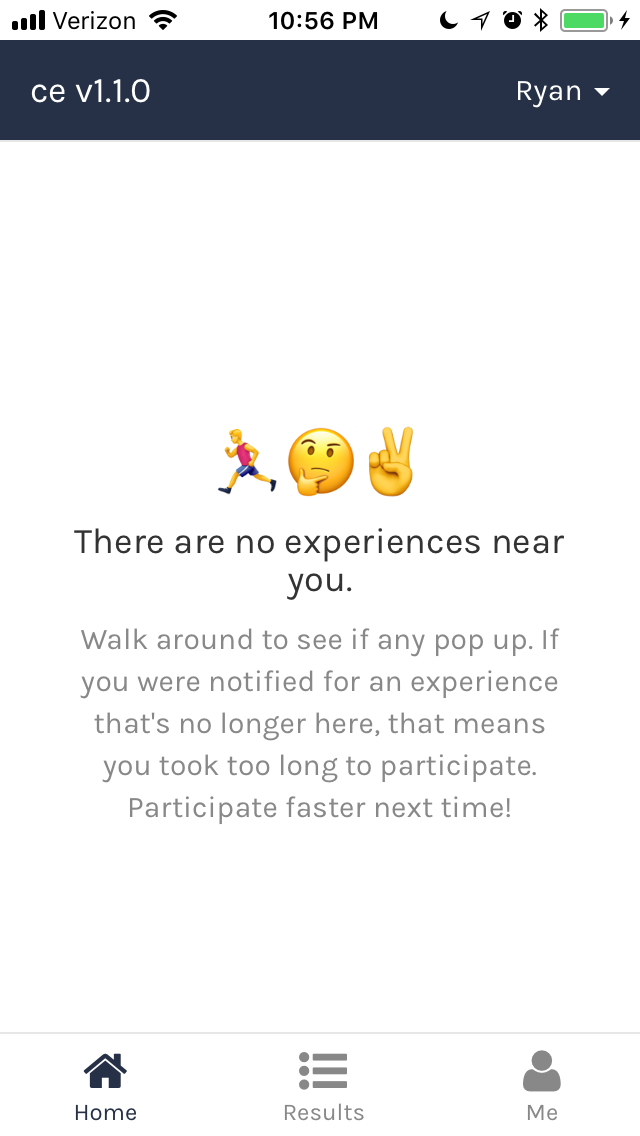 Verizon 10:56 PM
ce v1.1.0 Ryan
There are no experiences near
you.
Walk around to see if any pop up. If
you were notified for an experience
that's no longer here, that means
you took too long to participate.
Participate faster next time!
Home Results Me